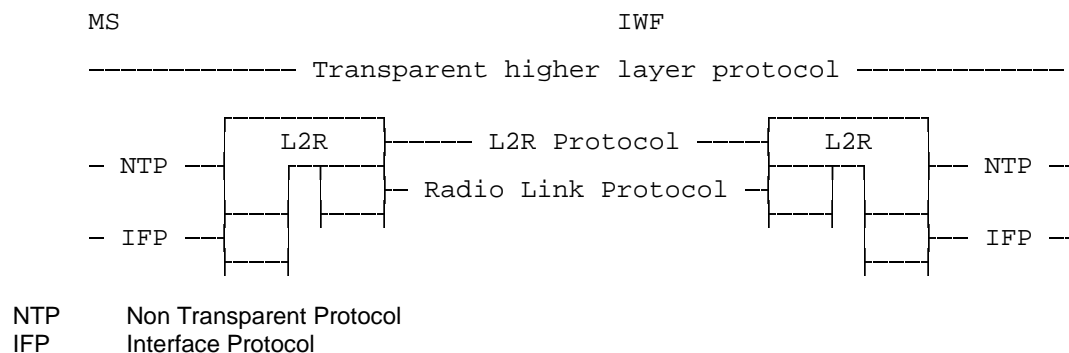 MS IWF
Transparent higher layer protocol
L2R L2R Protocol L2R
NTP NTP
Radio Link Protocol
IFP IFP
NTP Non Transparent Protocol
IFP Interface Protocol